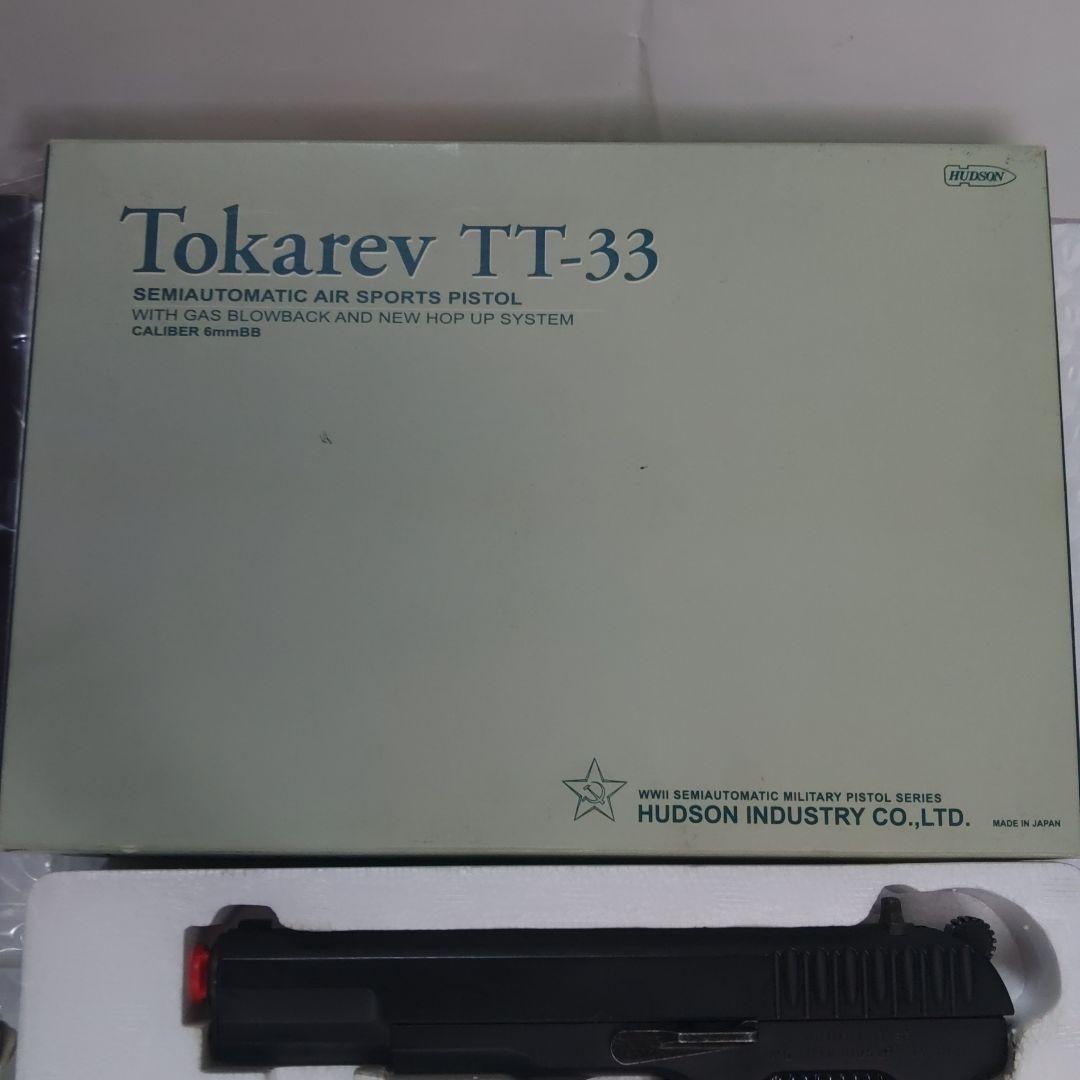 HUDSON
Tokarev TT-33
SEMIAUTOMATIC AIR SPORTS PISTOL
WITH GAS BLOWBACK AND NEW HOP UP SYSTEM
CALIBER 6mmBB
WWII SEMIAUTOMATIC MILITARY PISTOL SERIES
HUDSON INDUSTRY CO.,LTD.
MADE IN JAPAN